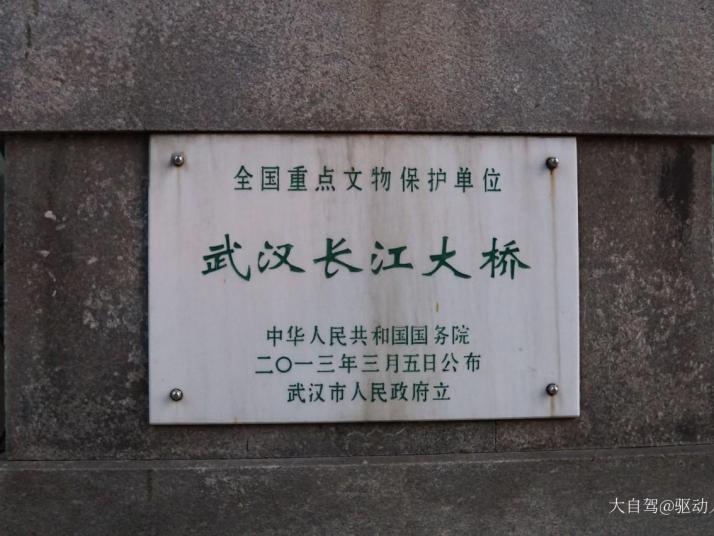 全国重点文物保护单位
武汉长江大桥
中华人民共和国国务院
二〇一三年三月五日公布
武汉市人民政府立
大自驾@驱动